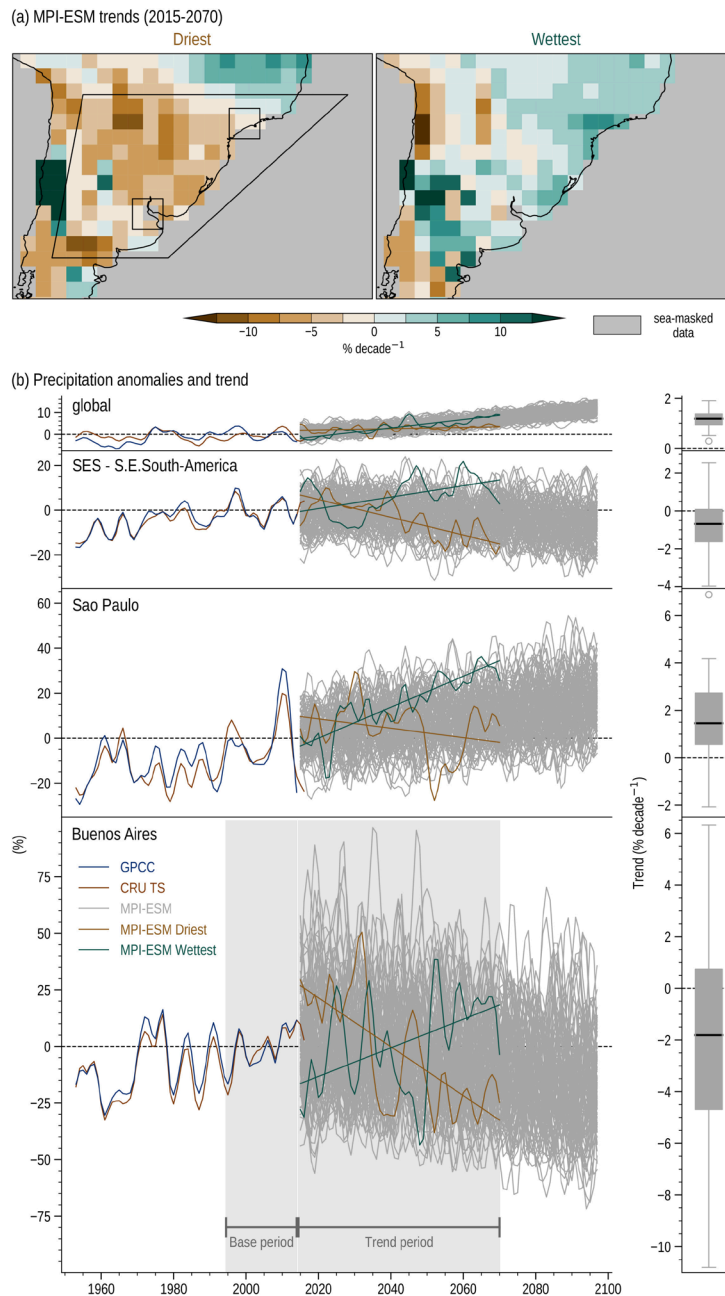 (a) MPI-ESM trends (2015-2070)
Driest
Wettest
−10 −5 0 5 10
% decade⁻¹
sea-masked
data
(b) Precipitation anomalies and trend
global
10
0
2
1
0
SES - S.E.South-America
20
0
−20
2
0
−2
−4
Sao Paulo
60
40
20
0
−20
6
4
2
0
−2
Buenos Aires
GPCC
CRU TS
MPI-ESM
MPI-ESM Driest
MPI-ESM Wettest
75
50
25
0
−25
−50
−75
(%)
Base period
Trend period
1960 1980 2000 2020 2040 2060 2080 2100
6
4
2
0
−2
−4
−6
−8
−10
Trend (% decade⁻¹)